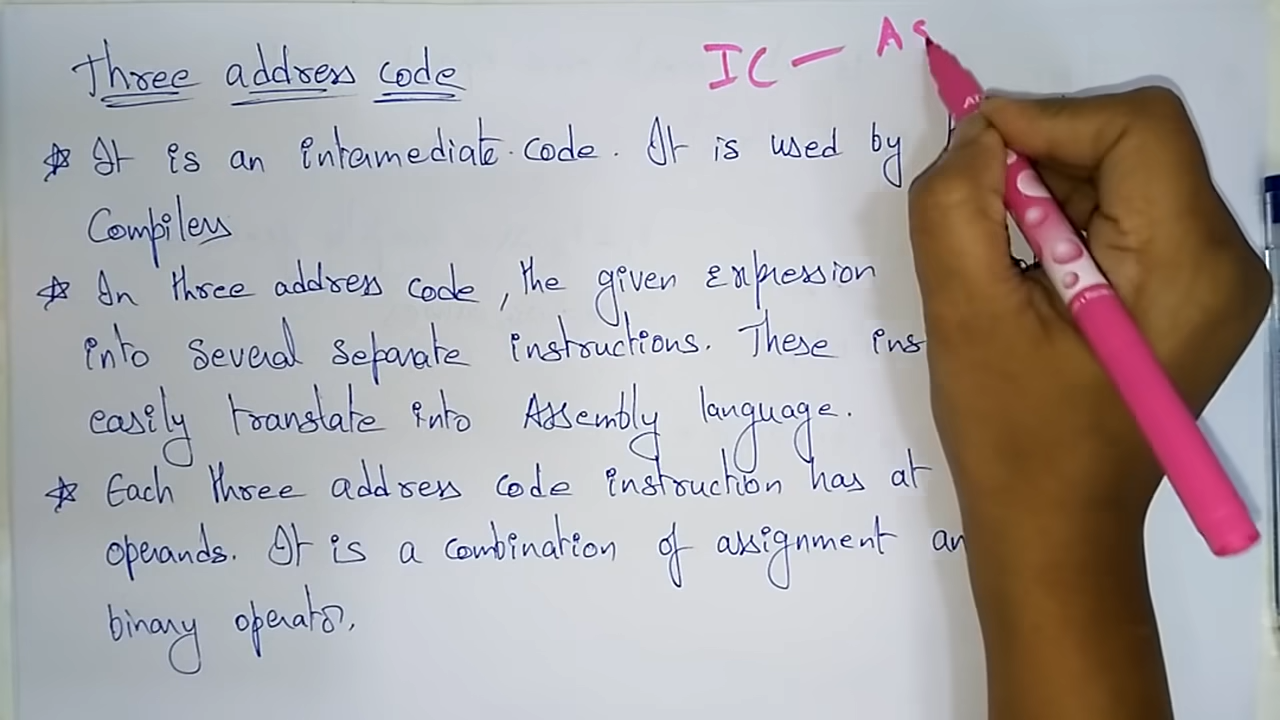 Three address code
IC — AS
☆ It is an intermediate code. It is used by
Compilers
☆ In three address code, the given expression
into several separate instructions. These ins
easily translate into Assembly language.
☆ Each three address code instruction has at
operands. It is a combination of assignment an
binary operator.